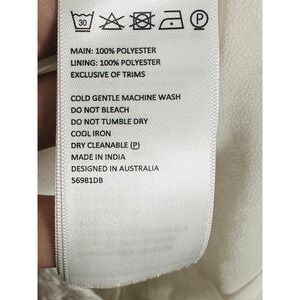 30
P
MAIN: 100% POLYESTER
LINING: 100% POLYESTER
EXCLUSIVE OF TRIMS
COLD GENTLE MACHINE WASH
DO NOT BLEACH
DO NOT TUMBLE DRY
COOL IRON
DRY CLEANABLE (P)
MADE IN INDIA
DESIGNED IN AUSTRALIA
56981DB